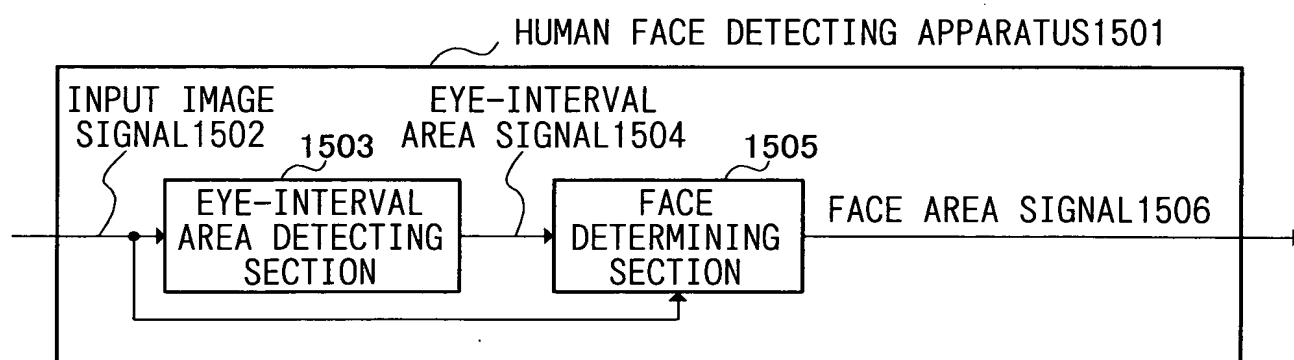 HUMAN FACE DETECTING APPARATUS1501
INPUT IMAGE
SIGNAL1502
EYE-INTERVAL
AREA SIGNAL1504
1503
1505
EYE-INTERVAL
AREA DETECTING
SECTION
FACE
DETERMINING
SECTION
FACE AREA SIGNAL1506